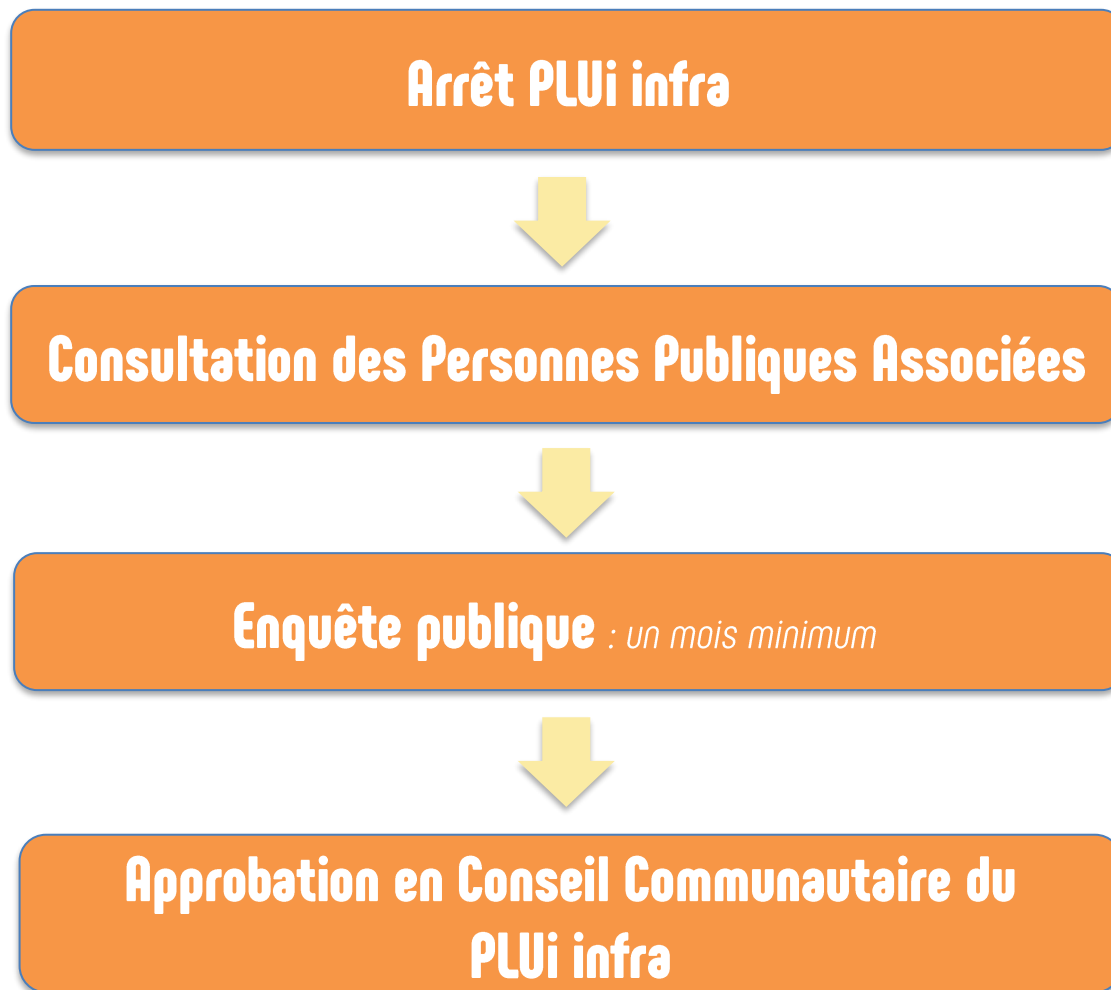 Arrêt PLUi infra
Consultation des Personnes Publiques Associées
Enquête publique : un mois minimum
Approbation en Conseil Communautaire du
PLUi infra